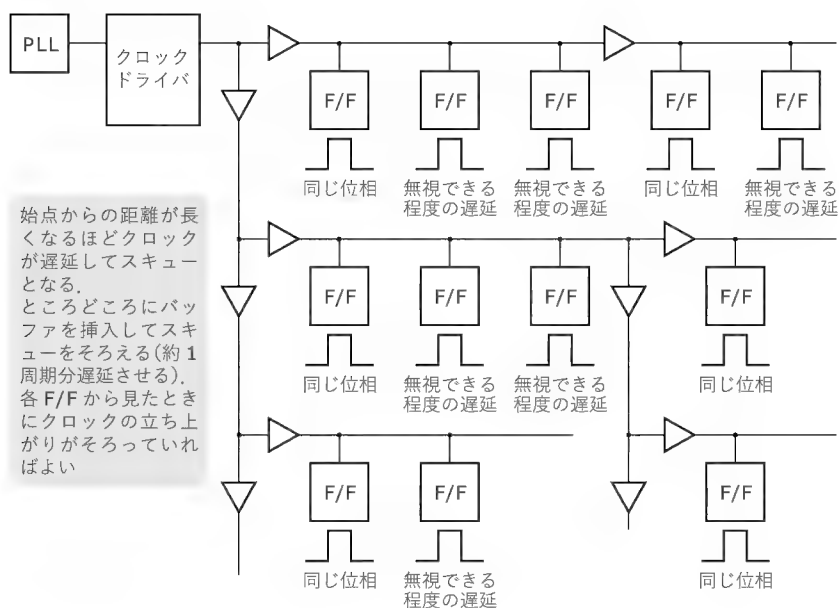 PLL
クロック
ドライバ
F/F
F/F
F/F
F/F
F/F
同じ位相
無視できる
程度の遅延
無視できる
程度の遅延
同じ位相
無視できる
程度の遅延
始点からの距離が長
くなるほどクロック
が遅延してスキュー
となる.
ところどころにバッ
ファを挿入してスキ
ューをそろえる(約1
周期分遅延させる).
各F/Fから見たとき
にクロックの立ち上
がりがそろっていれ
ばよい
F/F
F/F
F/F
F/F
同じ位相
無視できる
程度の遅延
無視できる
程度の遅延
同じ位相
F/F
F/F
F/F
同じ位相
無視できる
程度の遅延
同じ位相